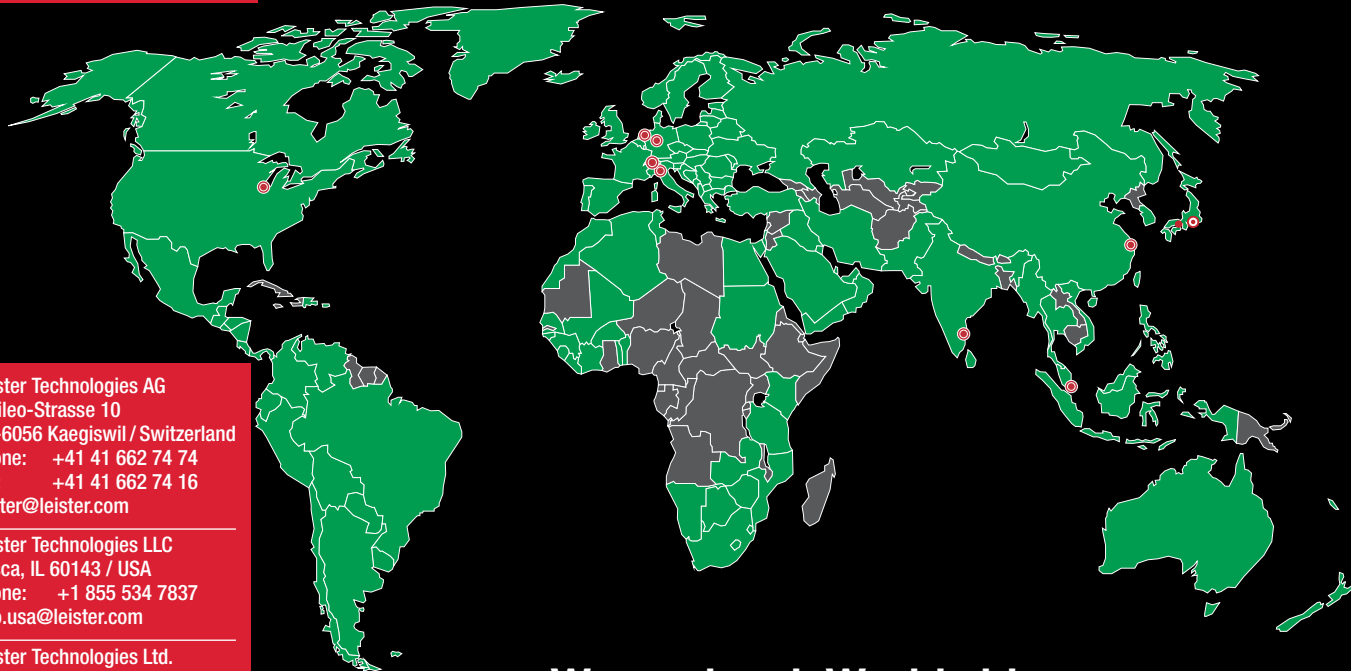 ster Technologies AG
ileo-Strasse 10
-6056 Kaegiswil / Switzerland
one: +41 41 662 74 74
+41 41 662 74 16
ter@leister.com
ster Technologies LLC
sca, IL 60143 / USA
one: +1 855 534 7837
o.usa@leister.com
ster Technologies Ltd.